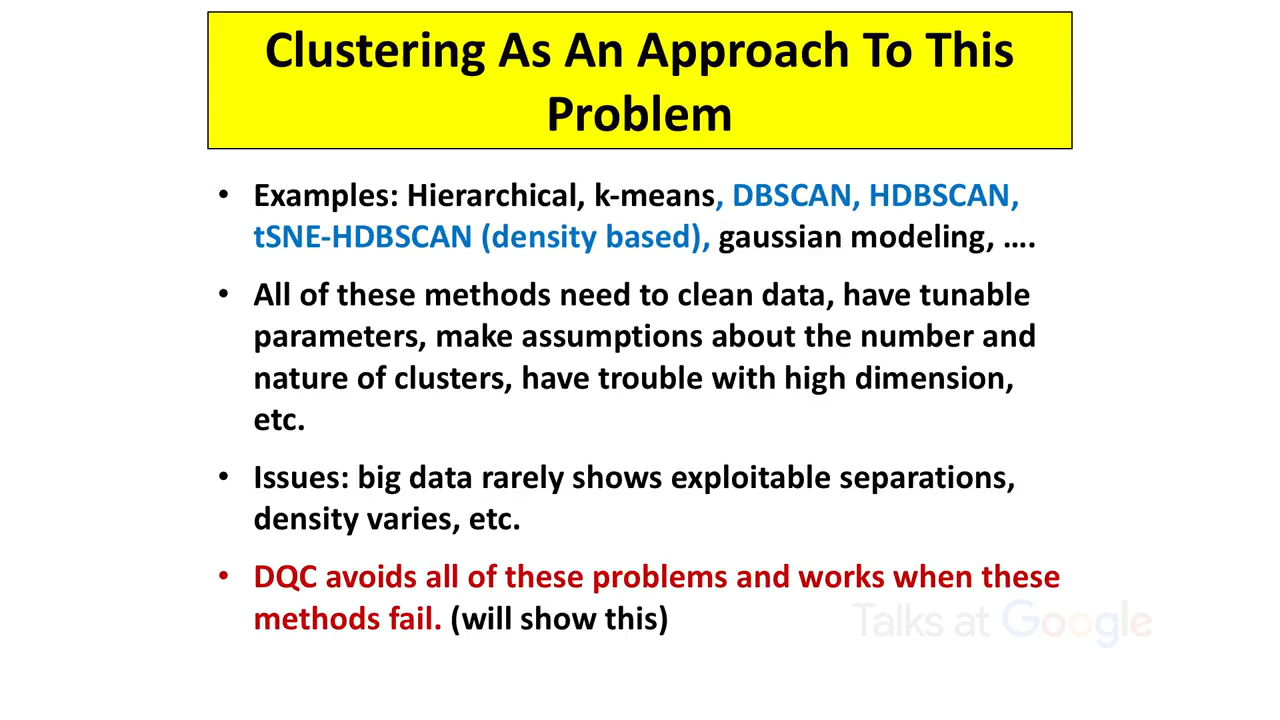 Clustering As An Approach To This
Problem
• Examples: Hierarchical, k-means, DBSCAN, HDBSCAN,
tSNE-HDBSCAN (density based), gaussian modeling, ….
• All of these methods need to clean data, have tunable
parameters, make assumptions about the number and
nature of clusters, have trouble with high dimension,
etc.
• Issues: big data rarely shows exploitable separations,
density varies, etc.
• DQC avoids all of these problems and works when these
methods fail. (will show this)
Talks at Google